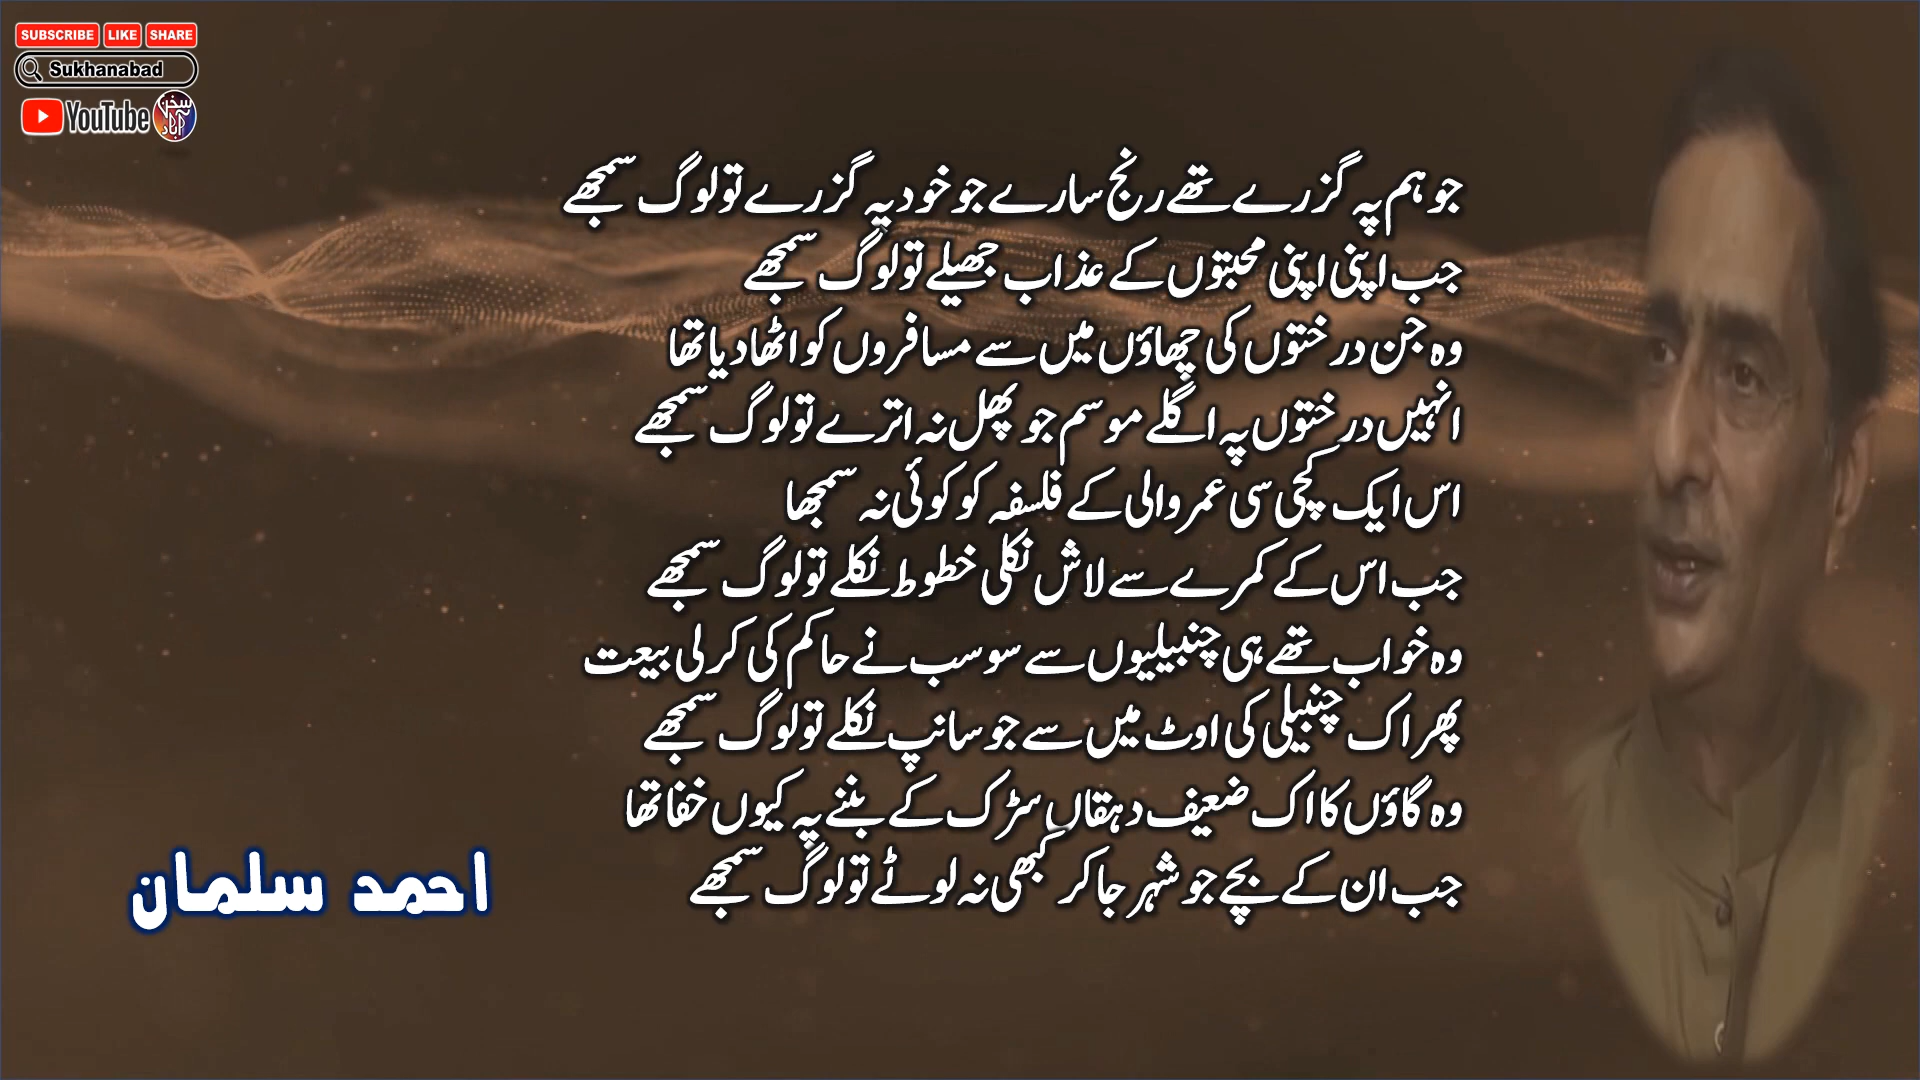 SUBSCRIBE LIKE SHARE
Sukhanabad
YouTube سخن آباد
جو ہم پہ گزرے تھے رنج سارے جو خود پہ گزرے تو لوگ سمجھے
جب اپنی اپنی محبتوں کے عذاب جھیلے تو لوگ سمجھے
وہ جن درختوں کی چھاؤں میں سے مسافروں کو اٹھا دیا تھا
انہیں درختوں پہ اگلے موسم جو پھل نہ اترے تو لوگ سمجھے
اس ایک کچی سی عمر والی کے فلسفہ کو کوئی نہ سمجھا
جب اس کے کمرے سے لاش نکلی خطوط نکلے تو لوگ سمجھے
وہ خواب تھے ہی چنبیلیوں سے سو سب نے حاکم کی کر لی بیعت
پھر اک چنبیلی کی اوٹ میں سے جو سانپ نکلے تو لوگ سمجھے
وہ گاؤں کا اک ضعیف دہقاں سڑک کے بننے پہ کیوں خفا تھا
جب ان کے بچے جو شہر جا کر کبھی نہ لوٹے تو لوگ سمجھے
احمد سلمان